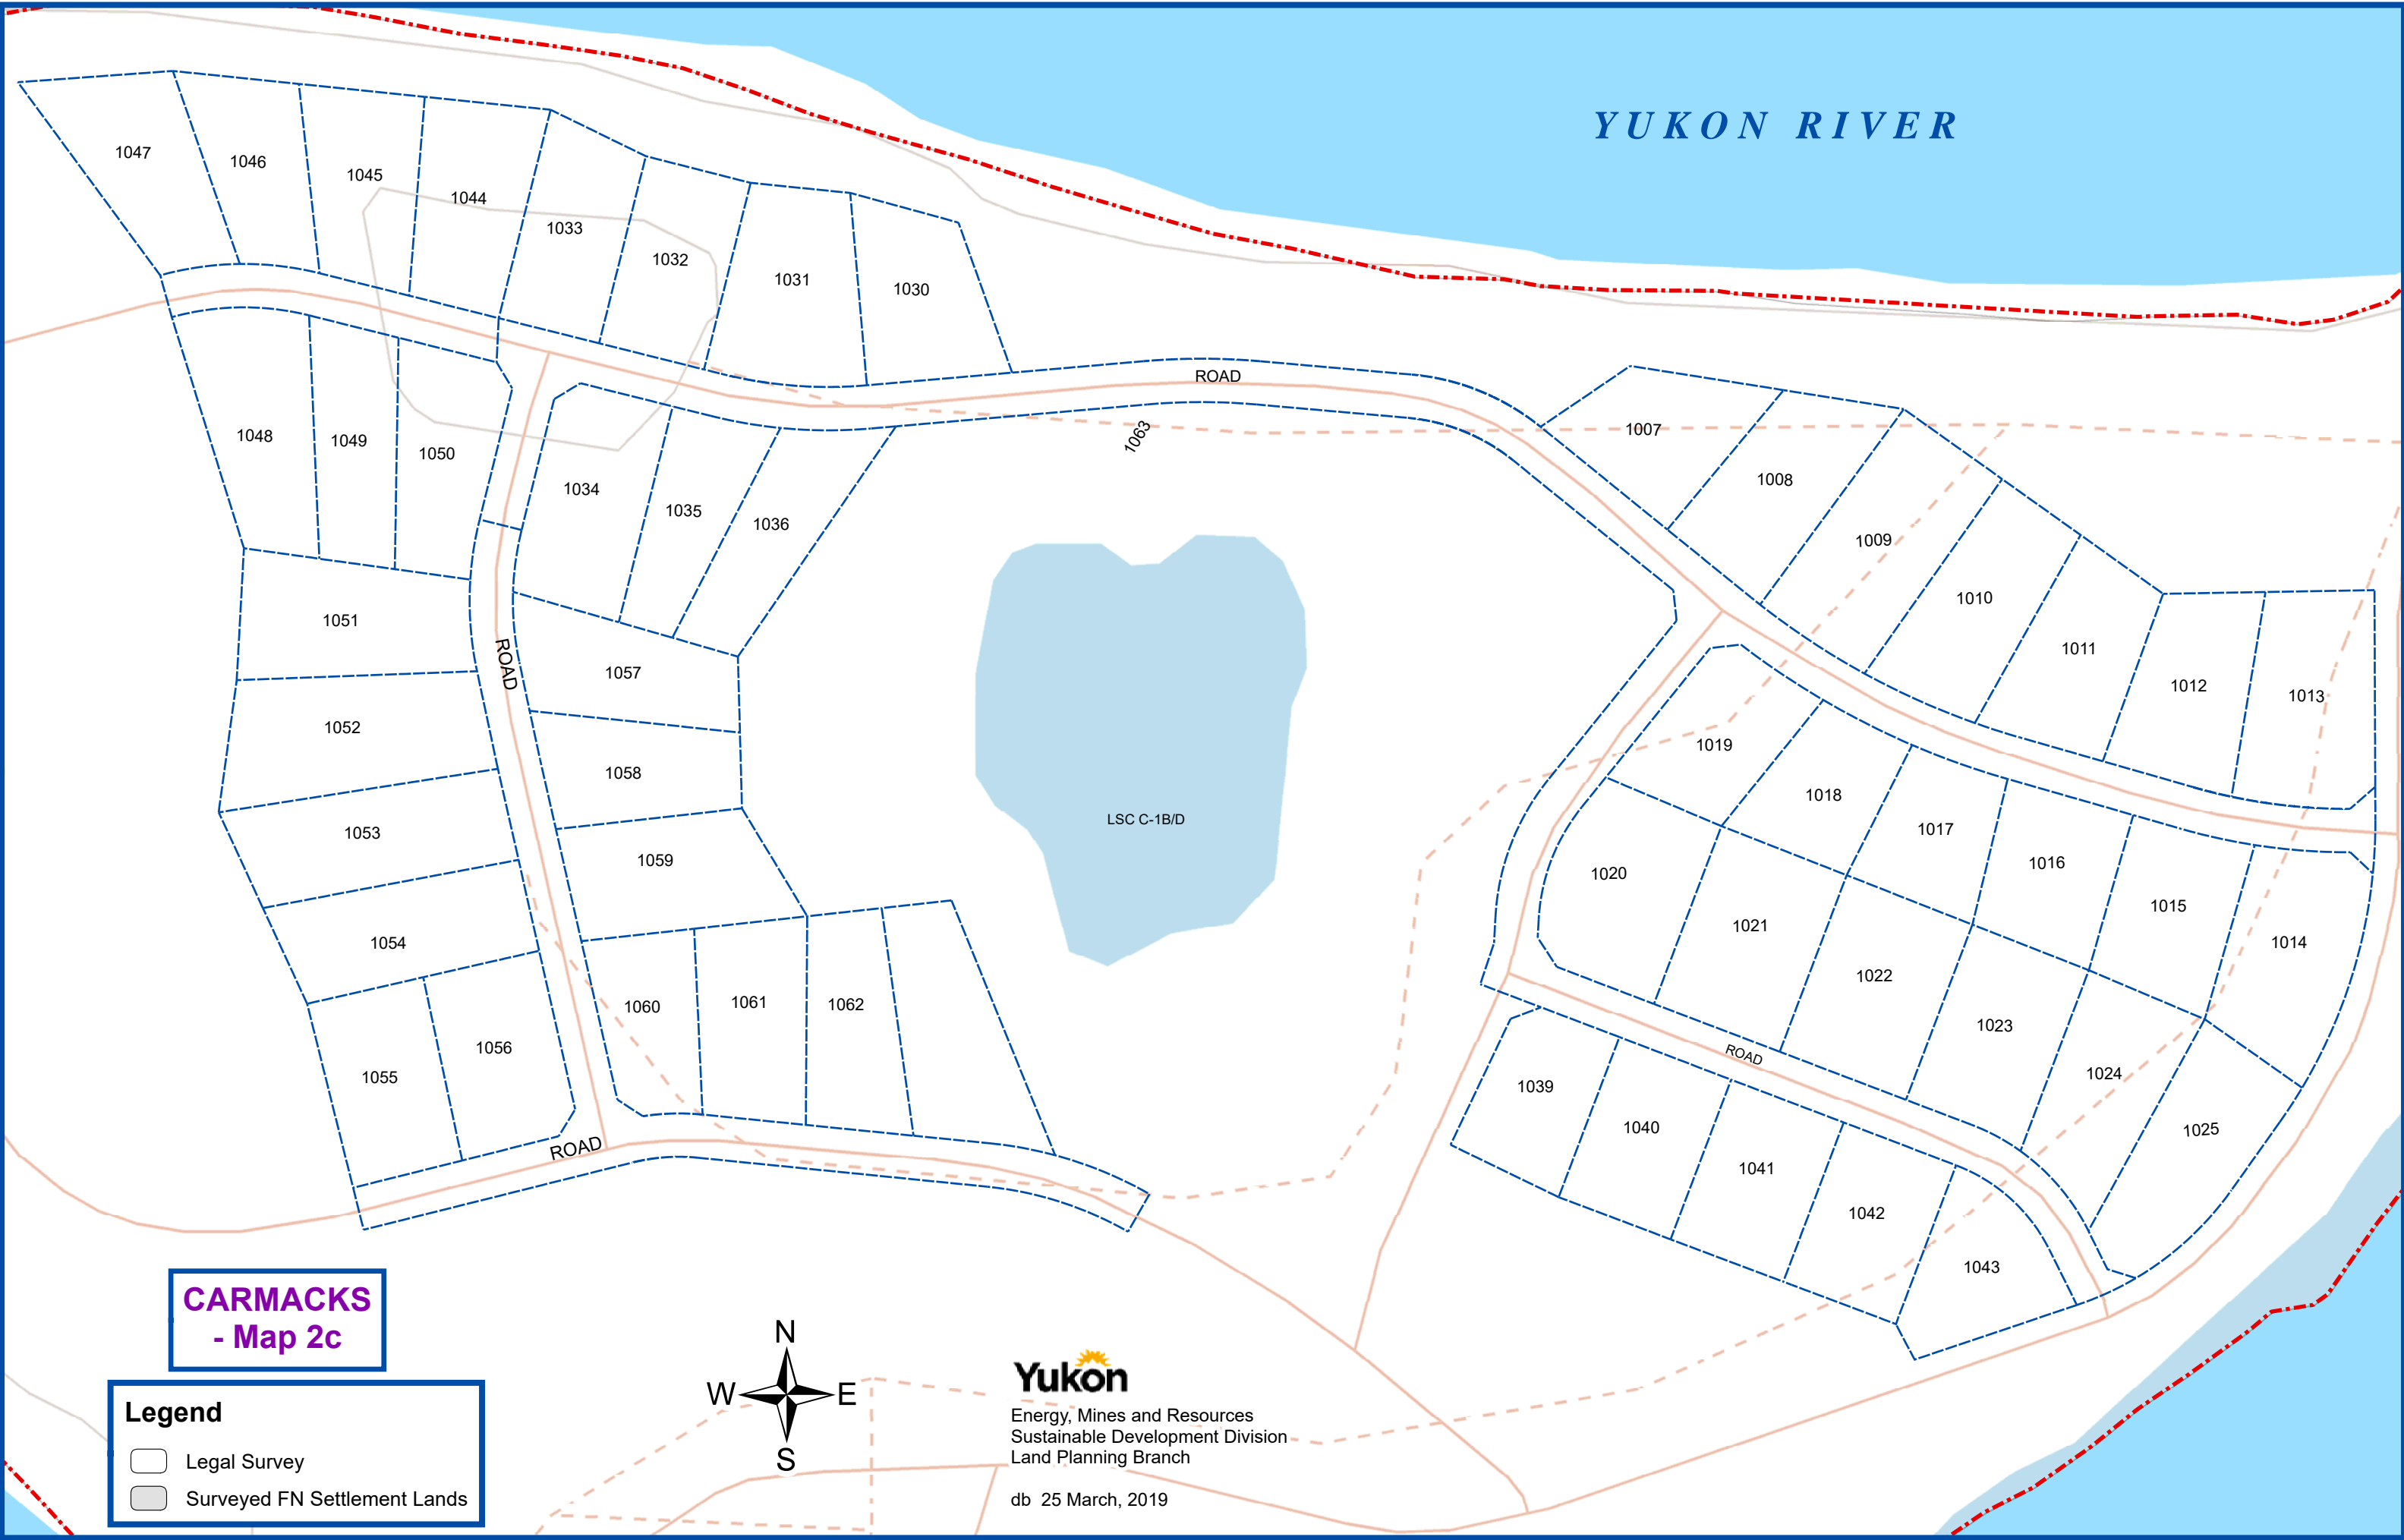 YUKON RIVER
1047
1046
1045
1044
1033
1032
1031
1030
ROAD
1063
1007
1008
1009
1010
1011
1012
1013
1048
1049
1050
1034
1035
1036
1051
1052
1053
1054
1055
1056
ROAD
1057
1058
1059
1060
1061
1062
ROAD
LSC C-1B/D
1019
1018
1017
1016
1015
1014
1020
1021
1022
1023
1024
1025
ROAD
1039
1040
1041
1042
1043
CARMACKS
- Map 2c
Legend
Legal Survey
Surveyed FN Settlement Lands
N
W E
S
Yukon
Energy, Mines and Resources
Sustainable Development Division
Land Planning Branch
db 25 March, 2019